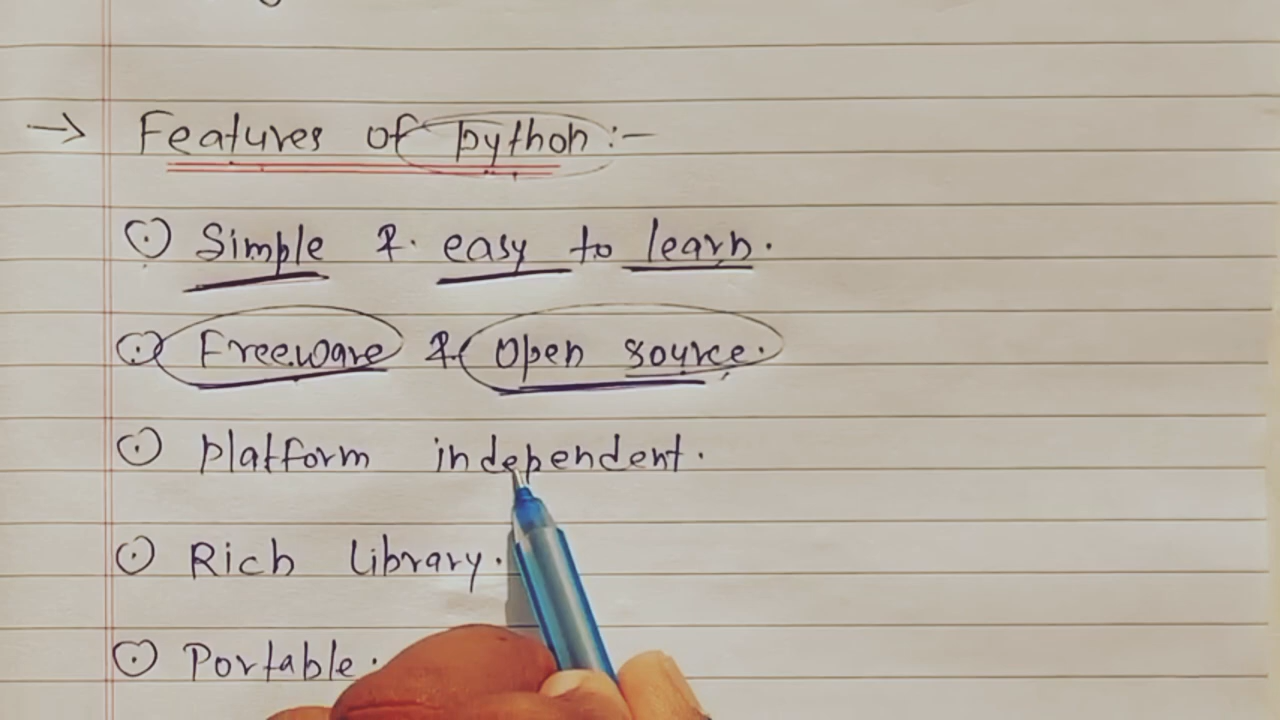 → Features of python :-
⊙ Simple & easy to learn.
⊙ Freeware & Open source.
⊙ Platform independent.
⊙ Rich Library.
⊙ Portable.